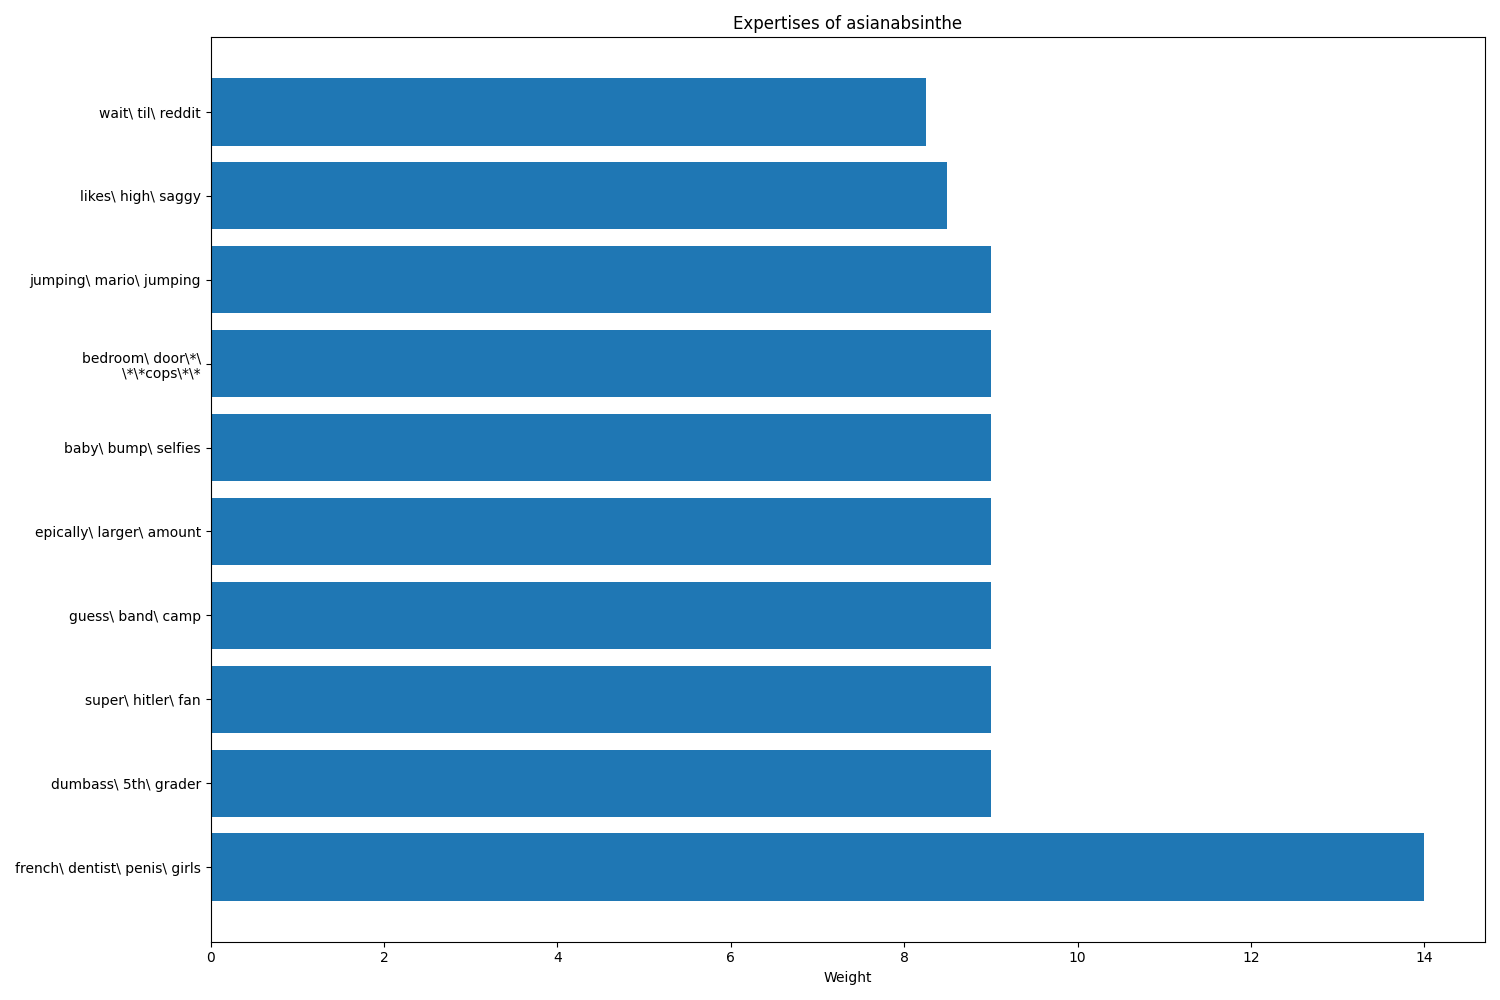 Expertises of asianabsinthe
wait\ til\ reddit
likes\ high\ saggy
jumping\ mario\ jumping
bedroom\ door\*\
\*\*cops\*\*
baby\ bump\ selfies
epically\ larger\ amount
guess\ band\ camp
super\ hitler\ fan
dumbass\ 5th\ grader
french\ dentist\ penis\ girls
0 2 4 6 8 10 12 14
Weight